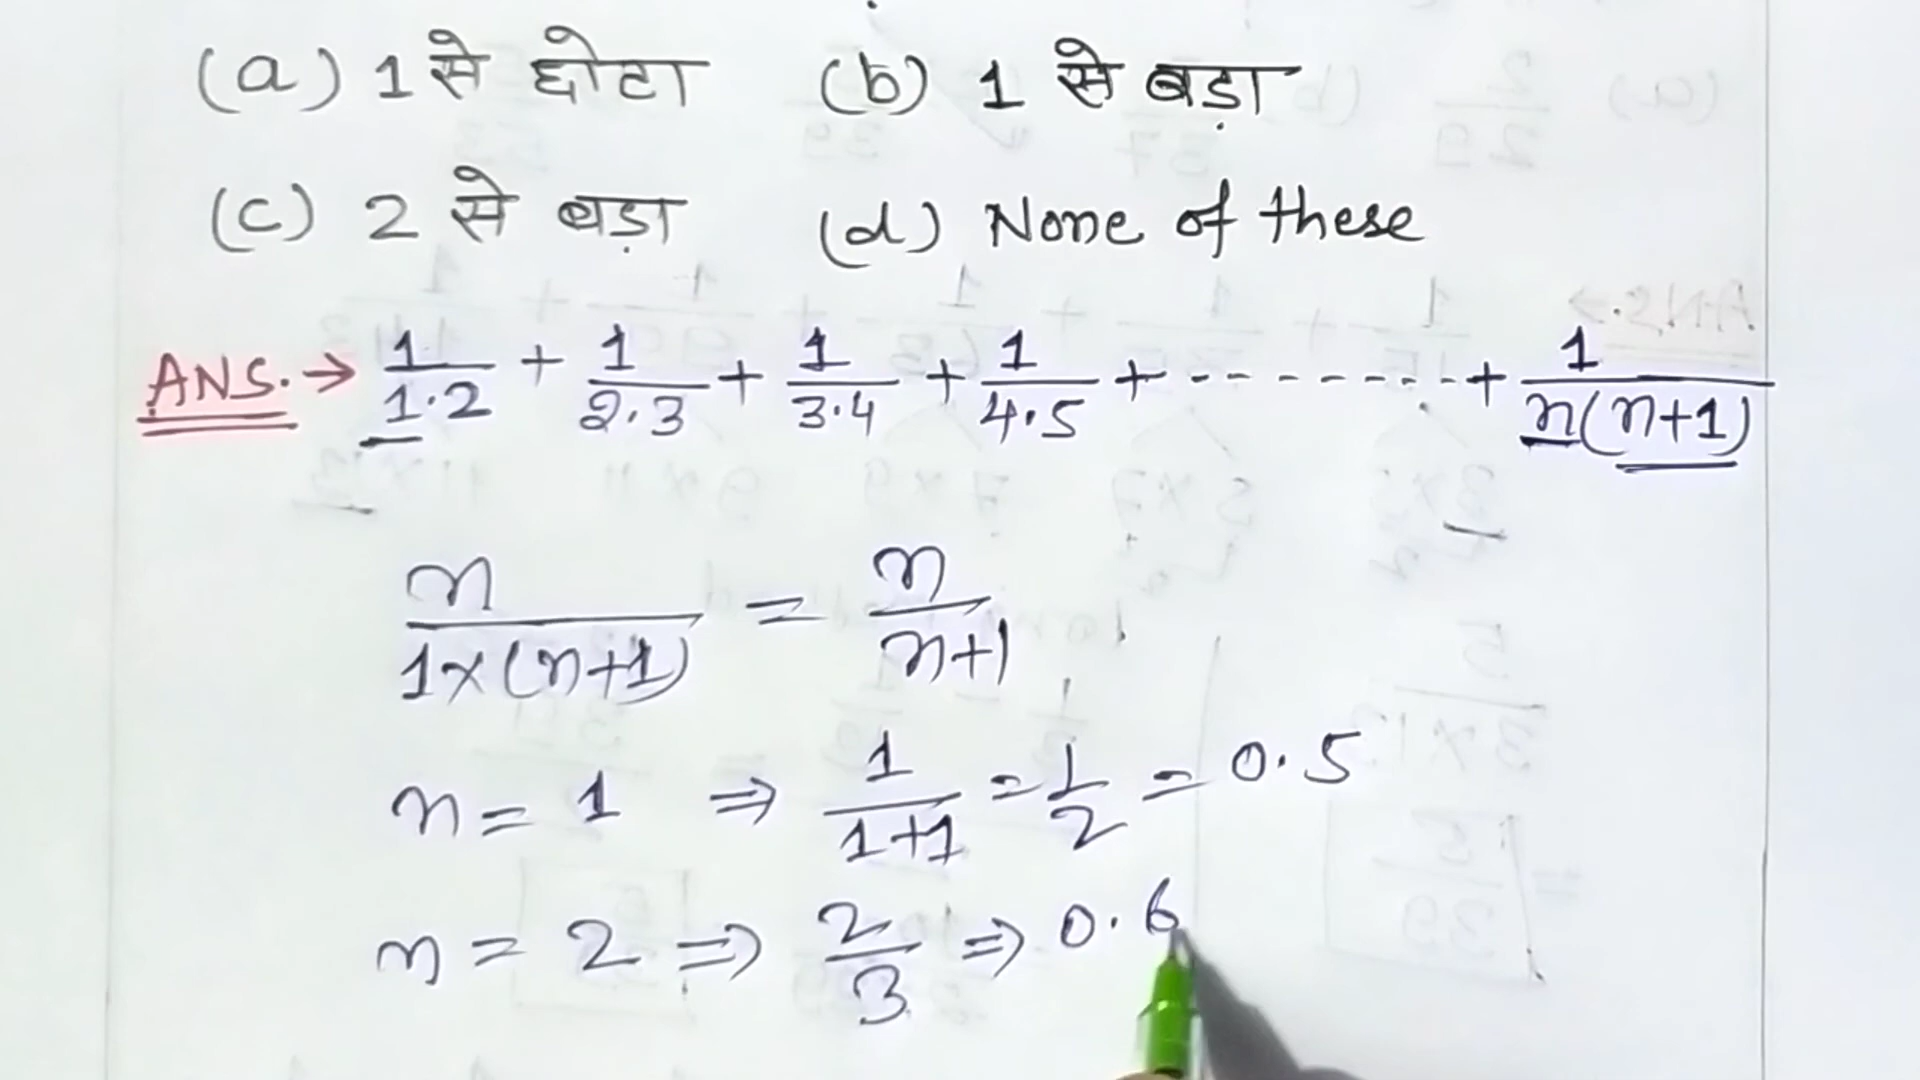 (a) 1 से छोटा (b) 1 से बड़ा
(c) 2 से बड़ा (d) None of these
ANS. → 1/1·2 + 1/2·3 + 1/3·4 + 1/4·5 + -------- + 1/n(n+1)
n/1×(n+1) = n/n+1
n = 1 ⇒ 1/1+1 = 1/2 = 0.5
n = 2 ⇒ 2/3 ⇒ 0.6